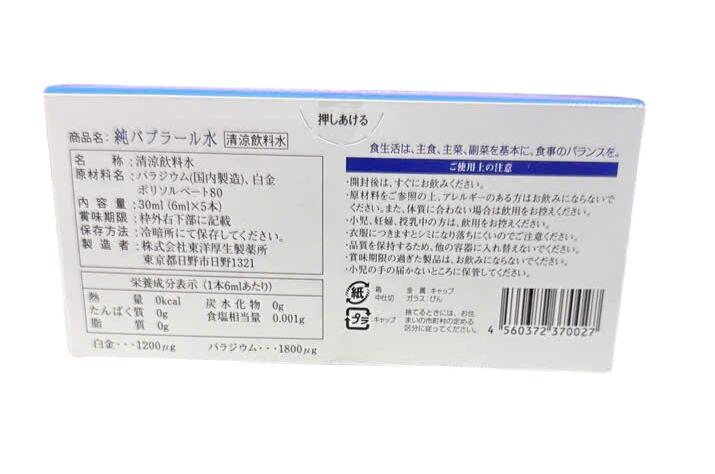 押しあける
商品名: 純パプラール水 清涼飲料水
名称:清涼飲料水
原材料名:パラジウム(国内製造)、白金
ポリソルベート80
内容量:30ml (6ml×5本)
賞味期限:枠外右下部に記載
保存方法:冷暗所にて保存してください。
製造者:株式会社東洋厚生製薬所
東京都日野市日野1321
栄養成分表示 (1本6mlあたり)
熱量 0kcal 炭水化物 0g
たんぱく質 0g 食塩相当量 0.001g
脂質 0g
白金・・・1200μg パラジウム・・・1800μg
食生活は、主食、主菜、副菜を基本に、食事のバランスを。
ご使用上の注意
・開封後は、すぐにお飲みください。
・原材料をご参照の上、アレルギーのある方はお飲みにならないで
ください。また、体質に合わない場合は飲用をお控えください。
・小児、妊婦、授乳中の方は、飲用をお控えください。
・衣服につきますとシミになり落ちにくいのでご注意ください。
・品質を保持するため、他の容器に入れ替えないでください。
・賞味期限の過ぎた製品は、お飲みにならないでください。
・小児の手の届かないところに保管してください。
紙 箱 中仕切
金属:キャップ
ガラス:びん
プラ キャップ
捨てるときには、お住
まいの市町村の定める
区分に従ってください。
4 560372 370027